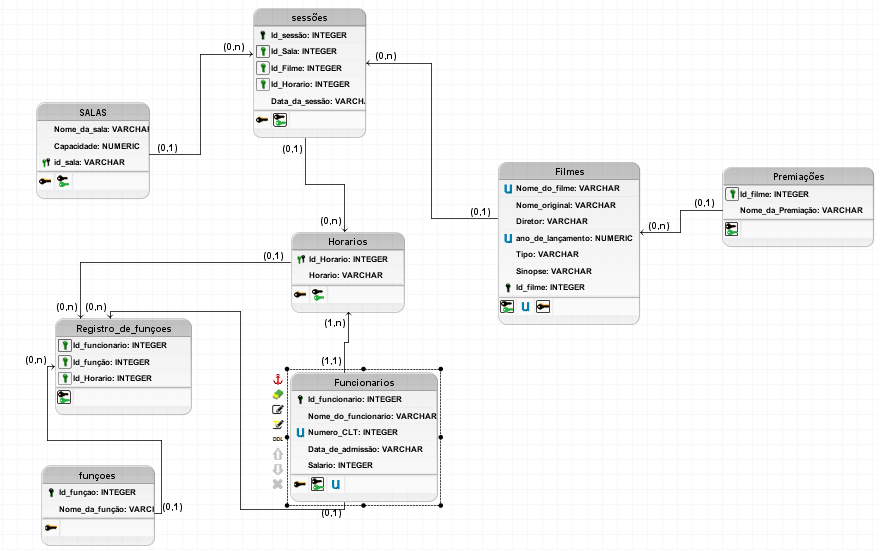 sessões
Id_sessão: INTEGER
Id_Sala: INTEGER
Id_Filme: INTEGER
Id_Horario: INTEGER
Data_da_sessão: VARCH
(0,n)
(0,n)
(0,1)
(0,1)
SALAS
Nome_da_sala: VARCHA
Capacidade: NUMERIC
id_sala: VARCHAR
Filmes
Nome_do_filme: VARCHAR
Nome_original: VARCHAR
Diretor: VARCHAR
ano_de_lançamento: NUMERIC
Tipo: VARCHAR
Sinopse: VARCHAR
Id_filme: INTEGER
(0,1)
(0,n)
(0,1)
Premiações
Id_filme: INTEGER
Nome_da_Premiação: VARCHAR
(0,n)
Horarios
Id_Horario: INTEGER
Horario: VARCHAR
(0,1)
(0,n)
(0,n)
(1,n)
Registro_de_funçoes
Id_funcionario: INTEGER
Id_função: INTEGER
Id_Horario: INTEGER
(0,n)
(1,1)
Funcionarios
Id_funcionario: INTEGER
Nome_do_funcionario: VARCHAR
Numero_CLT: INTEGER
Data_de_admissão: VARCHAR
Salario: INTEGER
DDL
(0,1)
funçoes
Id_funçao: INTEGER
Nome_da_função: VARC
(0,1)